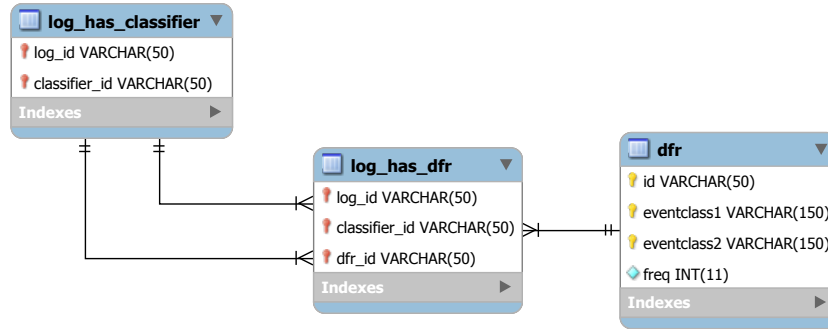 log_has_classifier
log_id VARCHAR(50)
classifier_id VARCHAR(50)
Indexes
log_has_dfr
log_id VARCHAR(50)
classifier_id VARCHAR(50)
dfr_id VARCHAR(50)
Indexes
dfr
id VARCHAR(50)
eventclass1 VARCHAR(150)
eventclass2 VARCHAR(150)
freq INT(11)
Indexes